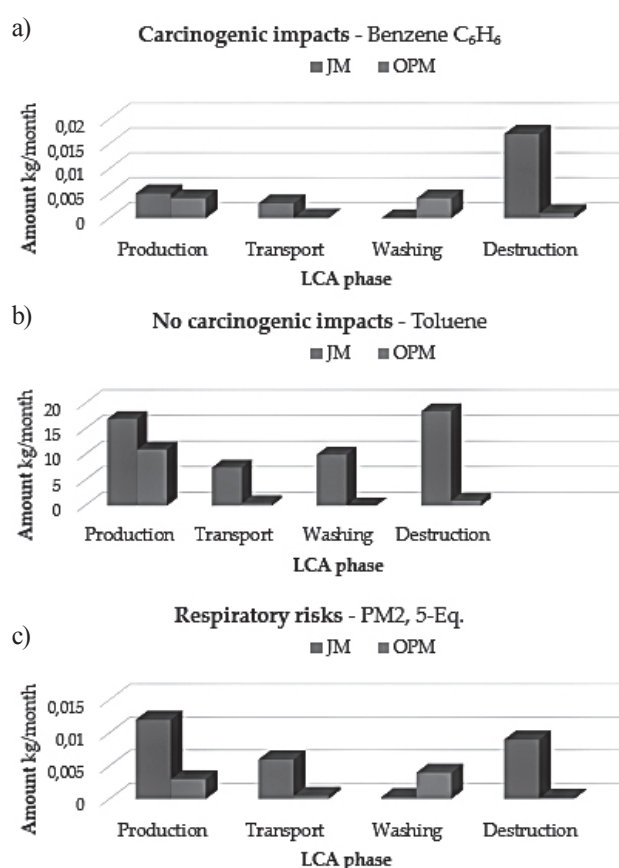 a)
Carcinogenic impacts - Benzene C₆H₆
JM OPM
Amount kg/month
0,02
0,015
0,01
0,005
0
Production Transport Washing Destruction
LCA phase
b)
No carcinogenic impacts - Toluene
JM OPM
Amount kg/month
20
15
10
5
0
Production Transport Washing Destruction
LCA phase
c)
Respiratory risks - PM2, 5-Eq.
JM OPM
Amount kg/month
0,015
0,01
0,005
0
Production Transport Washing Destruction
LCA phase